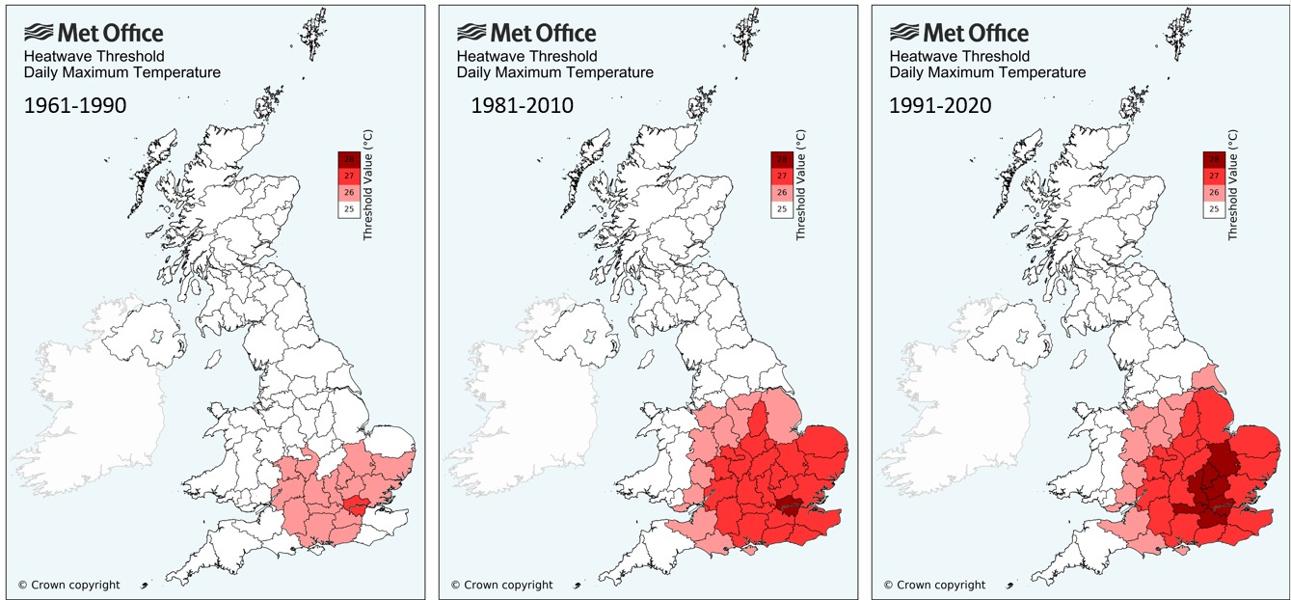 Met Office
Heatwave Threshold
Daily Maximum Temperature
1961-1990
28
27
26
25
Threshold Value (°C)
© Crown copyright
Met Office
Heatwave Threshold
Daily Maximum Temperature
1981-2010
28
27
26
25
Threshold Value (°C)
© Crown copyright
Met Office
Heatwave Threshold
Daily Maximum Temperature
1991-2020
28
27
26
25
Threshold Value (°C)
© Crown copyright